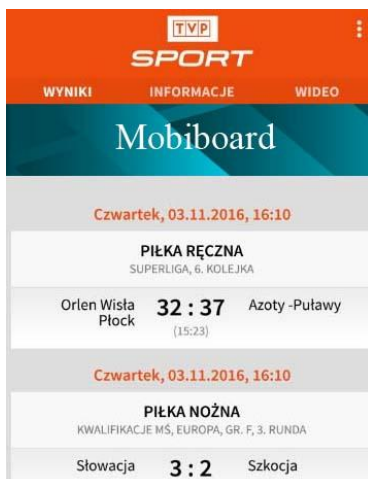 TVP
SPORT
WYNIKI INFORMACJE WIDEO
Mobiboard
Czwartek, 03.11.2016, 16:10
PIŁKA RĘCZNA
SUPERLIGA, 6. KOLEJKA
Orlen Wisła Płock 32 : 37 Azoty -Puławy
(15:23)
Czwartek, 03.11.2016, 16:10
PIŁKA NOŻNA
KWALIFIKACJE MŚ, EUROPA, GR. F, 3. RUNDA
Słowacja 3 : 2 Szkocja